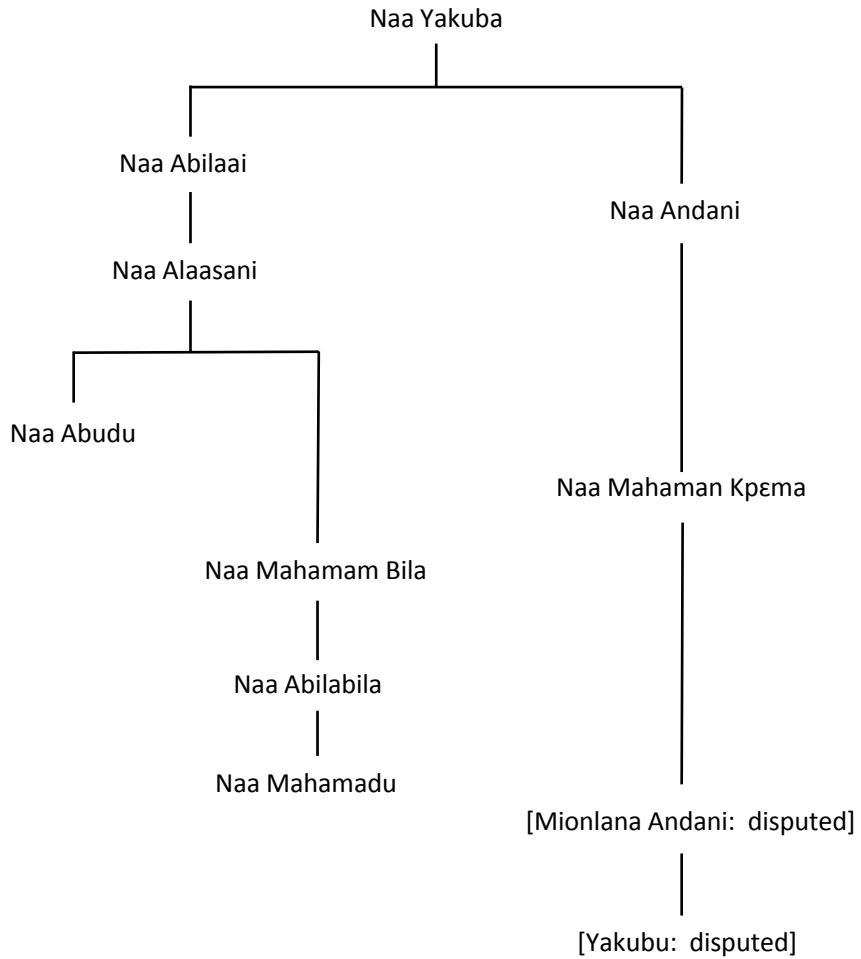 Naa Yakuba
Naa Abilaai
Naa Andani
Naa Alaasani
Naa Abudu
Naa Mahaman Kpɛma
Naa Mahamam Bila
Naa Abilabila
Naa Mahamadu
[Mionlana Andani:  disputed]
[Yakubu:  disputed]